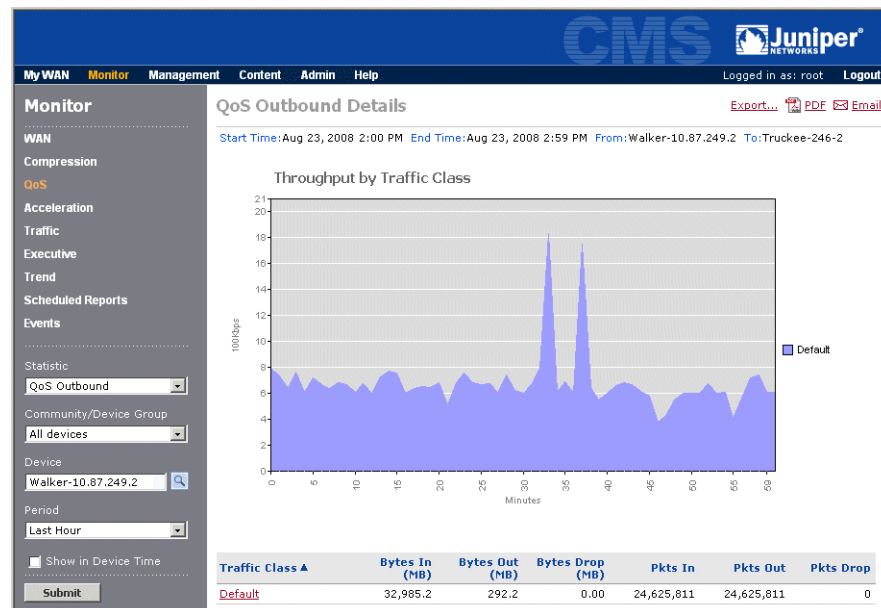 CMS
Juniper®
NETWORKS
My WAN Monitor Management Content Admin Help Logged in as: root Logout
Monitor
WAN
Compression
QoS
Acceleration
Traffic
Executive
Trend
Scheduled Reports
Events
Statistic
QoS Outbound
Community/Device Group
All devices
Device
Walker-10.87.249.2
Period
Last Hour
Show in Device Time
Submit
QoS Outbound Details
Export... PDF Email
Start Time:Aug 23, 2008 2:00 PM End Time:Aug 23, 2008 2:59 PM From:Walker-10.87.249.2 To:Truckee-246-2
Throughput by Traffic Class
21
20
18
16
14
12
10
8
6
4
2
0
100Kbps
0 5 10 15 20 25 30 35 40 45 50 55 59
Minutes
Default
Traffic Class ▲ Bytes In (MB) Bytes Out (MB) Bytes Drop (MB) Pkts In Pkts Out Pkts Drop
Default 32,985.2 292.2 0.00 24,625,811 24,625,811 0